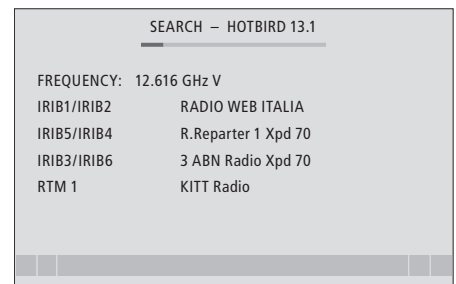 SEARCH – HOTBIRD 13.1
FREQUENCY: 12.616 GHz V
IRIB1/IRIB2 RADIO WEB ITALIA
IRIB5/IRIB4 R.Reparter 1 Xpd 70
IRIB3/IRIB6 3 ABN Radio Xpd 70
RTM 1 KITT Radio